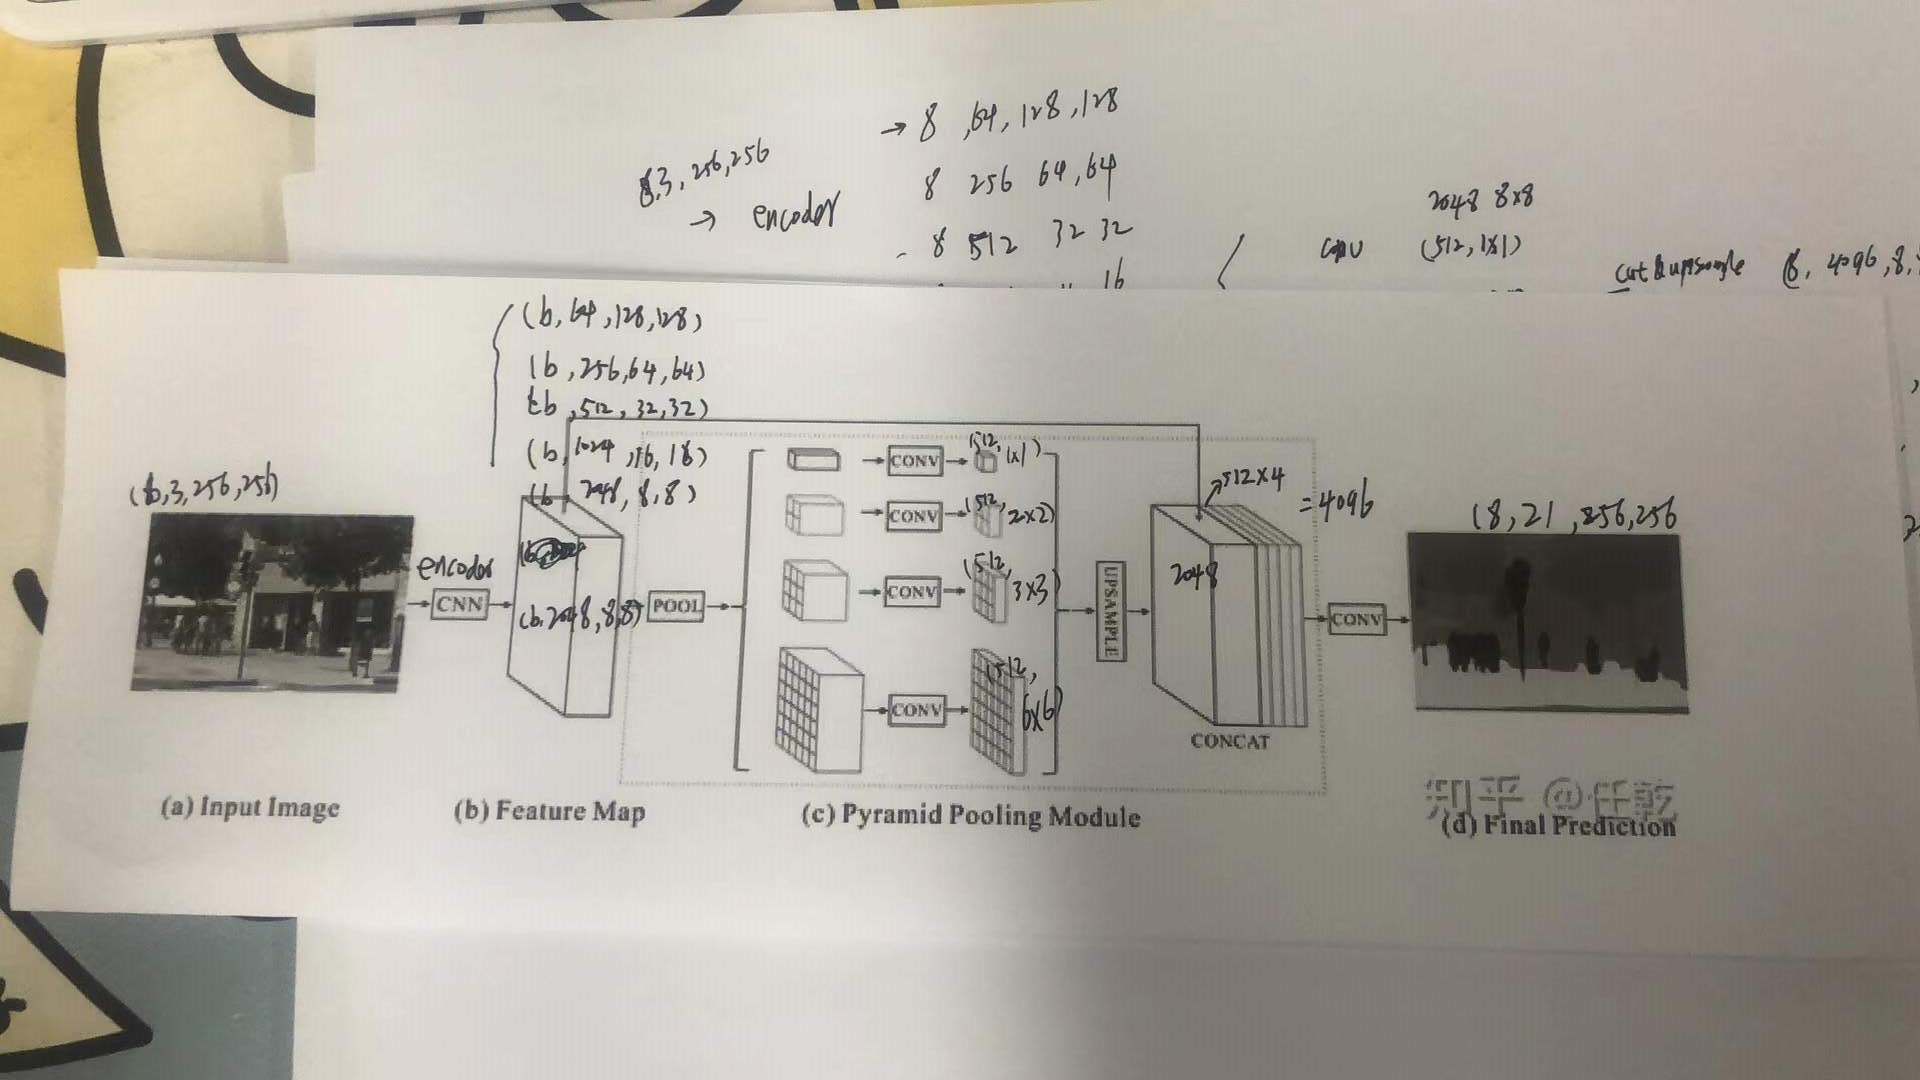 → 8 ,64, 128 ,128
8,3, 256,256
8 256 64,64
→ encoder
2048 8x8
8 512 32 32
conv (512, 1x1)
cat & upsample (8, 4096, 8,
16
(b, 64, 128, 128)
(b, 256, 64, 64)
(b, 512, 32, 32)
(b, 1024, 16, 16)
(b, 2048, 8, 8)
(b,3,256,256)
encoder
CNN
(b, 2048, 8,8)
POOL
CONV
(512, 1x1)
CONV
(512, 2x2)
CONV
(512, 3x3)
CONV
(512, 6x6)
UPSAMPLE
512x4
=4096
2048
CONCAT
CONV
(8,21,256,256
(a) Input Image
(b) Feature Map
(c) Pyramid Pooling Module
知乎 @任乾
(d) Final Prediction